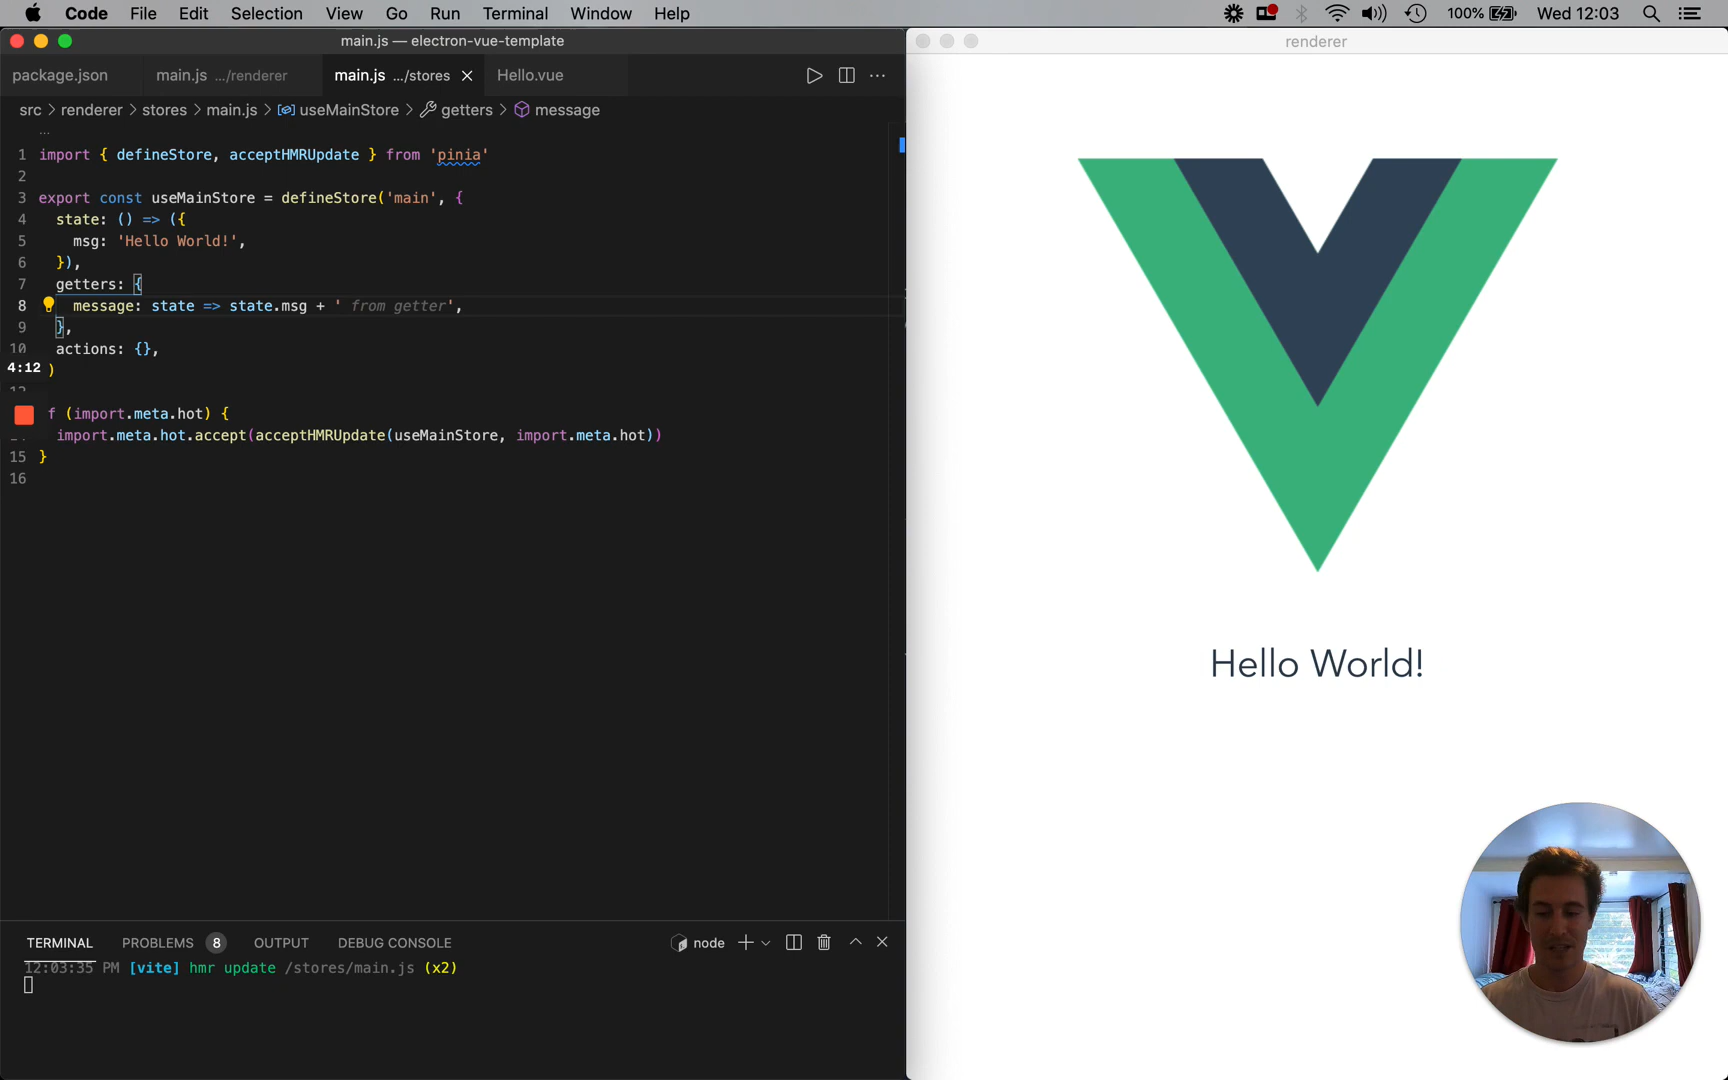 Code File Edit Selection View Go Run Terminal Window Help 100% Wed 12:03
main.js — electron-vue-template
renderer
package.json main.js .../renderer main.js .../stores Hello.vue
src renderer stores main.js useMainStore getters message
...
1 import { defineStore, acceptHMRUpdate } from 'pinia'
2
3 export const useMainStore = defineStore('main', {
4 state: () => ({
5 msg: 'Hello World!',
6 }),
7 getters: {
8 message: state => state.msg + ' from getter',
9 },
10 actions: {},
4:12 )
f (import.meta.hot) {
import.meta.hot.accept(acceptHMRUpdate(useMainStore, import.meta.hot))
15 }
16
Hello World!
TERMINAL PROBLEMS 8 OUTPUT DEBUG CONSOLE node
12:03:35 PM [vite] hmr update /stores/main.js (x2)